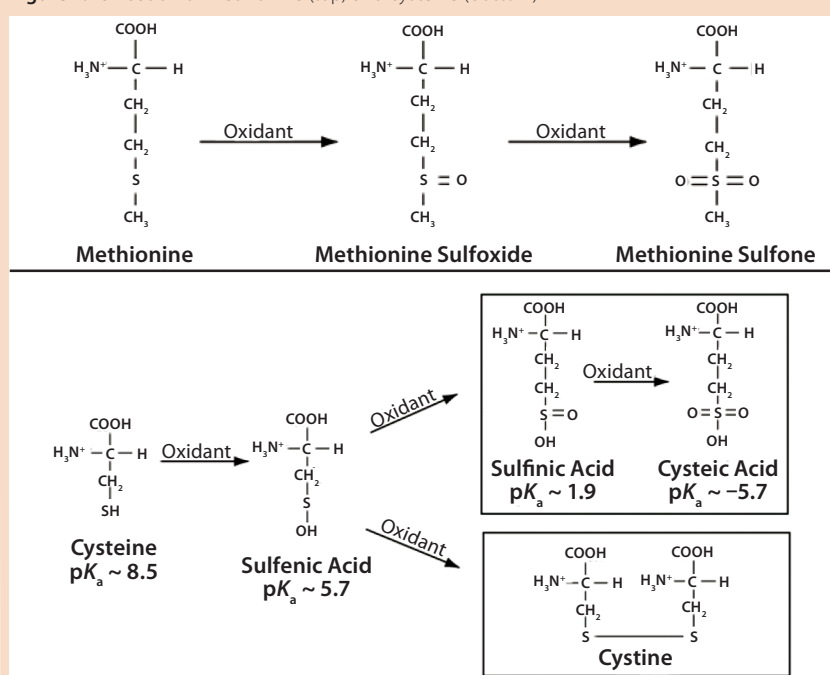 COOH COOH COOH
H₃N⁺— C — H H₃N⁺— C — H H₃N⁺— C — H
CH₂ CH₂ CH₂
Oxidant Oxidant
CH₂ CH₂ CH₂
S S = O O=S=O
CH₃ CH₃ CH₃
Methionine Methionine Sulfoxide Methionine Sulfone
COOH COOH
H₃N⁺ –C– H H₃N⁺–C– H
CH₂ CH₂
Oxidant
CH₂ CH₂
S=O O=S=O
OH OH
Sulfinic Acid Cysteic Acid
pKₐ ~ 1.9 pKₐ ~ –5.7
Oxidant
COOH COOH
H₃N⁺ –C– H Oxidant H₃N⁺ –C– H
CH₂ CH₂
SH S
OH
Cysteine Sulfenic Acid
pKₐ ~ 8.5 pKₐ ~ 5.7
Oxidant
COOH COOH
H₃N⁺–C– H H₃N⁺–C– H
CH₂ CH₂
S S
Cystine